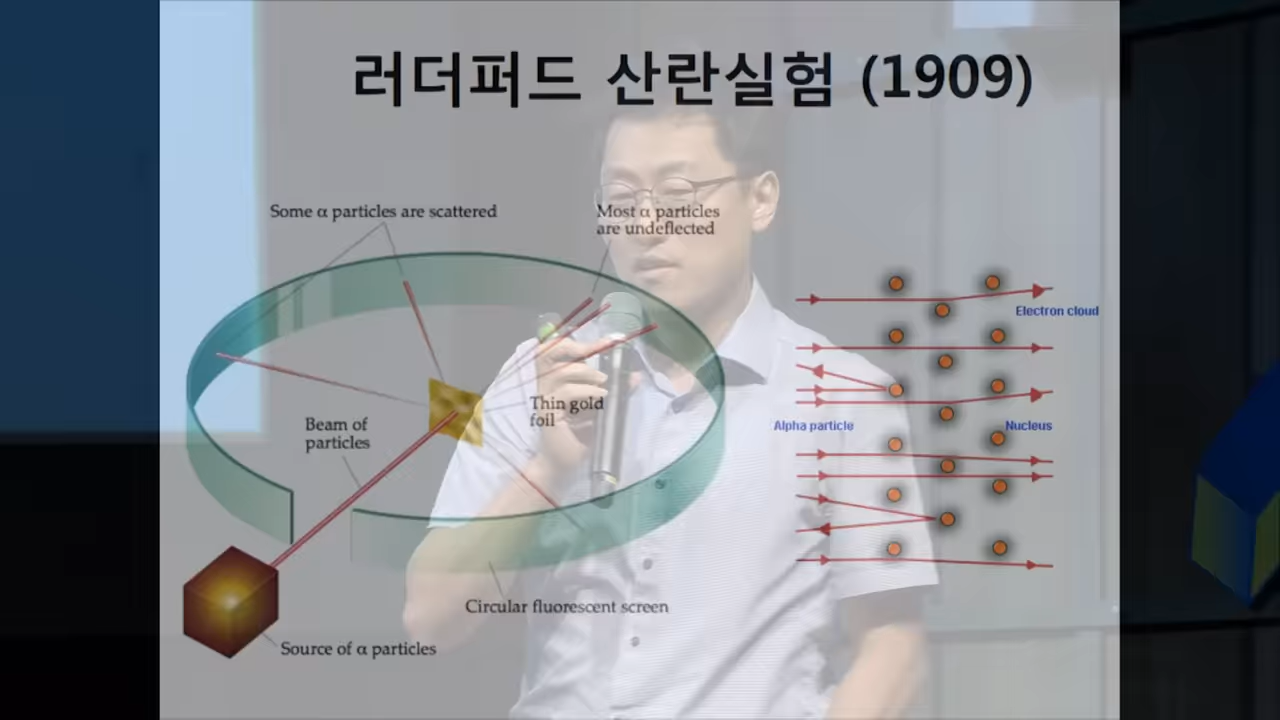 러더퍼드 산란실험 (1909)
Some α particles are scattered
Most α particles
are undeflected
Thin gold
foil
Beam of
particles
Circular fluorescent screen
Source of α particles
Electron cloud
Alpha particle
Nucleus